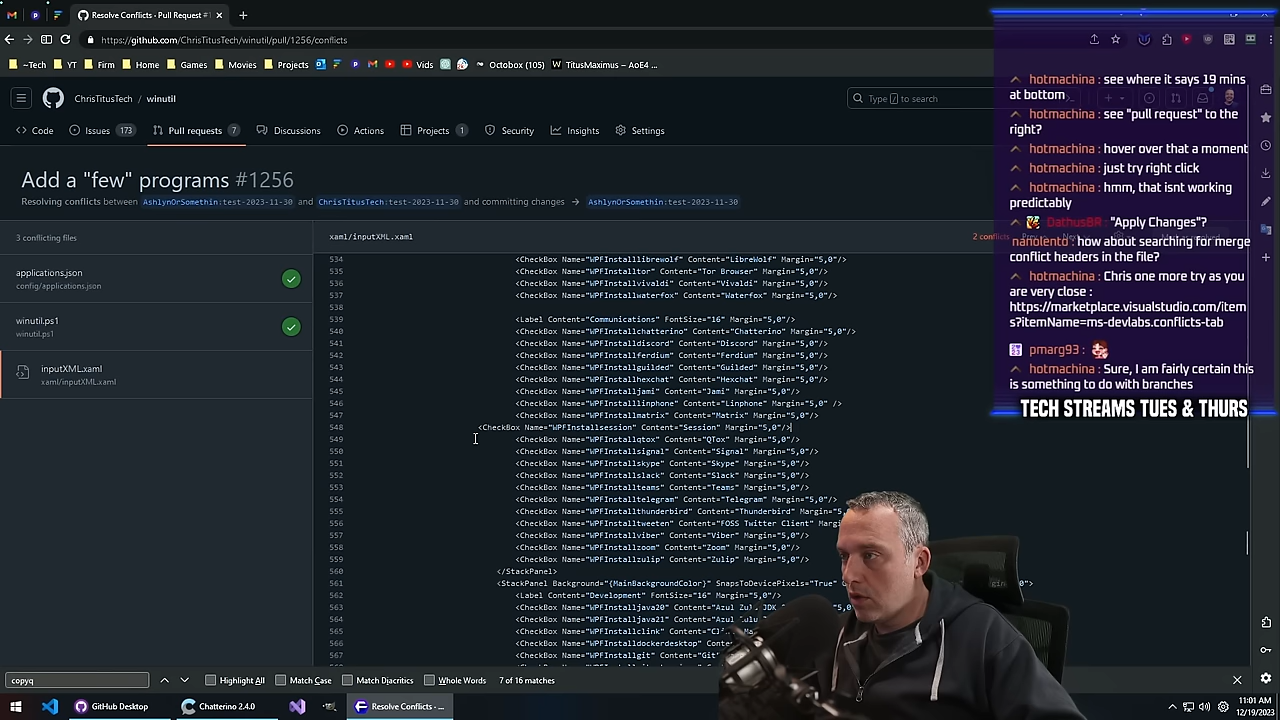 Resolve Conflicts · Pull Request #1
https://github.com/ChrisTitusTech/winutil/pull/1256/conflicts
~Tech YT Firm Home Games Movies Projects Vids Octobox (105) TitusMaximus – AoE4 ...
ChrisTitusTech / winutil
Type / to search
Code Issues 173 Pull requests 7 Discussions Actions Projects 1 Security Insights Settings
Add a "few" programs #1256
Resolving conflicts between AshlynOrSomethin:test-2023-11-30 and ChrisTitusTech:test-2023-11-30 and committing changes → AshlynOrSomethin:test-2023-11-30
3 conflicting files
applications.json
config/applications.json
winutil.ps1
winutil.ps1
inputXML.xaml
xaml/inputXML.xaml
xaml/inputXML.xaml
2 conflicts
534 <CheckBox Name="WPFInstalllibrewolf" Content="LibreWolf" Margin="5,0"/>
535 <CheckBox Name="WPFInstalltor" Content="Tor Browser" Margin="5,0"/>
536 <CheckBox Name="WPFInstallvivaldi" Content="Vivaldi" Margin="5,0"/>
537 <CheckBox Name="WPFInstallwaterfox" Content="Waterfox" Margin="5,0"/>
538
539 <Label Content="Communications" FontSize="16" Margin="5,0"/>
540 <CheckBox Name="WPFInstallchatterino" Content="Chatterino" Margin="5,0"/>
541 <CheckBox Name="WPFInstalldiscord" Content="Discord" Margin="5,0"/>
542 <CheckBox Name="WPFInstallferdium" Content="Ferdium" Margin="5,0"/>
543 <CheckBox Name="WPFInstallguilded" Content="Guilded" Margin="5,0"/>
544 <CheckBox Name="WPFInstallhexchat" Content="Hexchat" Margin="5,0"/>
545 <CheckBox Name="WPFInstalljami" Content="Jami" Margin="5,0"/>
546 <CheckBox Name="WPFInstalllinphone" Content="Linphone" Margin="5,0" />
547 <CheckBox Name="WPFInstallmatrix" Content="Matrix" Margin="5,0"/>
548 <CheckBox Name="WPFInstallsession" Content="Session" Margin="5,0"/>
549 <CheckBox Name="WPFInstallqtox" Content="QTox" Margin="5,0"/>
550 <CheckBox Name="WPFInstallsignal" Content="Signal" Margin="5,0"/>
551 <CheckBox Name="WPFInstallskype" Content="Skype" Margin="5,0"/>
552 <CheckBox Name="WPFInstallslack" Content="Slack" Margin="5,0"/>
553 <CheckBox Name="WPFInstallteams" Content="Teams" Margin="5,0"/>
554 <CheckBox Name="WPFInstalltelegram" Content="Telegram" Margin="5,0"/>
555 <CheckBox Name="WPFInstallthunderbird" Content="Thunderbird" Margin="5,
556 <CheckBox Name="WPFInstalltweeten" Content="FOSS Twitter Client"
557 <CheckBox Name="WPFInstallviber" Content="Viber" Margin="5,0"/>
558 <CheckBox Name="WPFInstallzoom" Content="Zoom" Margin="5,0"/>
559 <CheckBox Name="WPFInstallzulip" Content="Zulip" Margin="5,0"/>
560 </StackPanel>
561 <StackPanel Background="{MainBackgroundColor}" SnapsToDevicePixels="True"
562 <Label Content="Development" FontSize="16" Margin="5,0"/>
563 <CheckBox Name="WPFInstalljava20" Content="Azul
564 <CheckBox Name="WPFInstalljava21" Content="Azul
565 <CheckBox Name="WPFInstallclink" Content="
566 <CheckBox Name="WPFInstalldockerdesktop"
567 <CheckBox Name="WPFInstallgit" Content="Git"
hotmachina : see where it says 19 mins
at bottom
hotmachina : see "pull request" to the
right?
hotmachina : hover over that a moment
hotmachina : just try right click
hotmachina : hmm, that isnt working
predictably
DathusBR : "Apply Changes"?
nanolento : how about searching for merge
conflict headers in the file?
hotmachina : Chris one more try as you
are very close :
https://marketplace.visualstudio.com/item
s?itemName=ms-devlabs.conflicts-tab
pmarg93 :
hotmachina : Sure, I am fairly certain this
is something to do with branches
TECH STREAMS TUES & THURS
copyq Highlight All Match Case Match Diacritics Whole Words 7 of 16 matches
GitHub Desktop Chatterino 2.4.0 Resolve Conflicts - ...
11:01 AM
12/19/2023